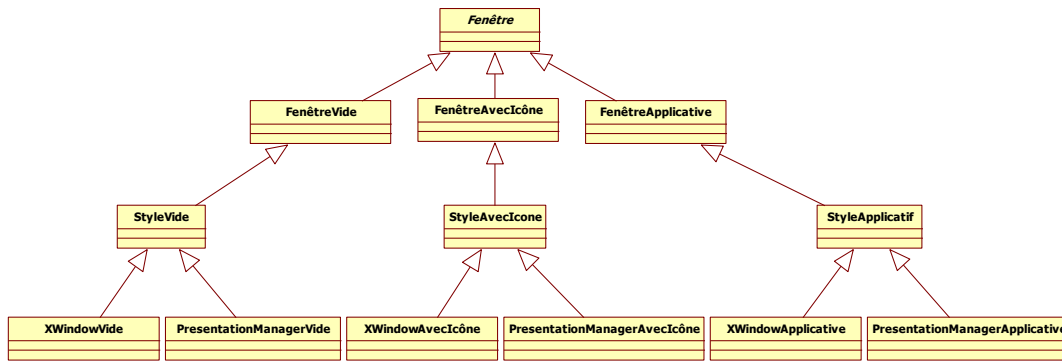 Fenêtre
FenêtreVide
FenêtreAvecIcône
FenêtreApplicative
StyleVide
StyleAvecIcone
StyleApplicatif
XWindowVide
PresentationManagerVide
XWindowAvecIcône
PresentationManagerAvecIcône
XWindowApplicative
PresentationManagerApplicative